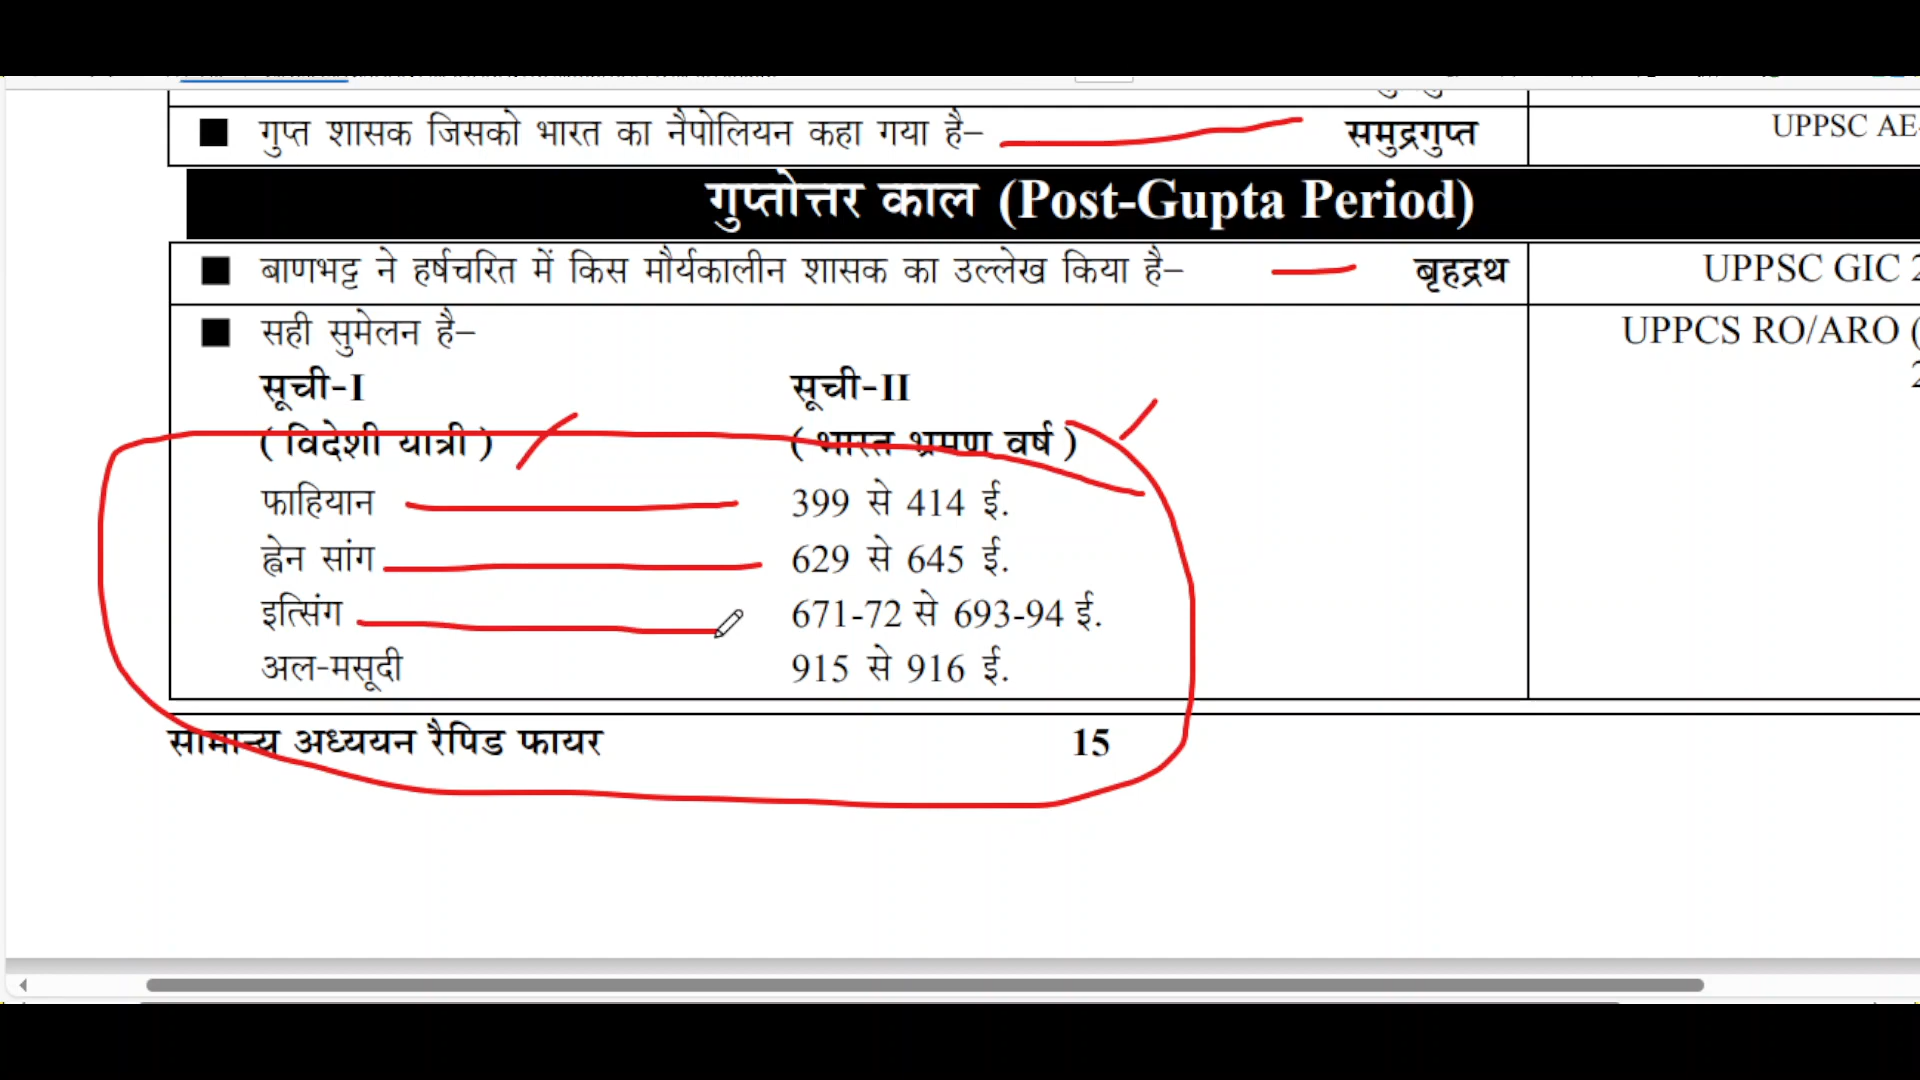 ■ गुप्त शासक जिसको भारत का नैपोलियन कहा गया है– समुद्रगुप्त UPPSC AE-
गुप्तोत्तर काल (Post-Gupta Period)
■ बाणभट्ट ने हर्षचरित में किस मौर्यकालीन शासक का उल्लेख किया है– बृहद्रथ UPPSC GIC 2
■ सही सुमेलन है– UPPCS RO/ARO (
2
सूची-I सूची-II
( विदेशी यात्री ) ( भारत भ्रमण वर्ष )
फाहियान 399 से 414 ई.
ह्वेन सांग 629 से 645 ई.
इत्सिंग 671-72 से 693-94 ई.
अल-मसूदी 915 से 916 ई.
सामान्य अध्ययन रैपिड फायर 15